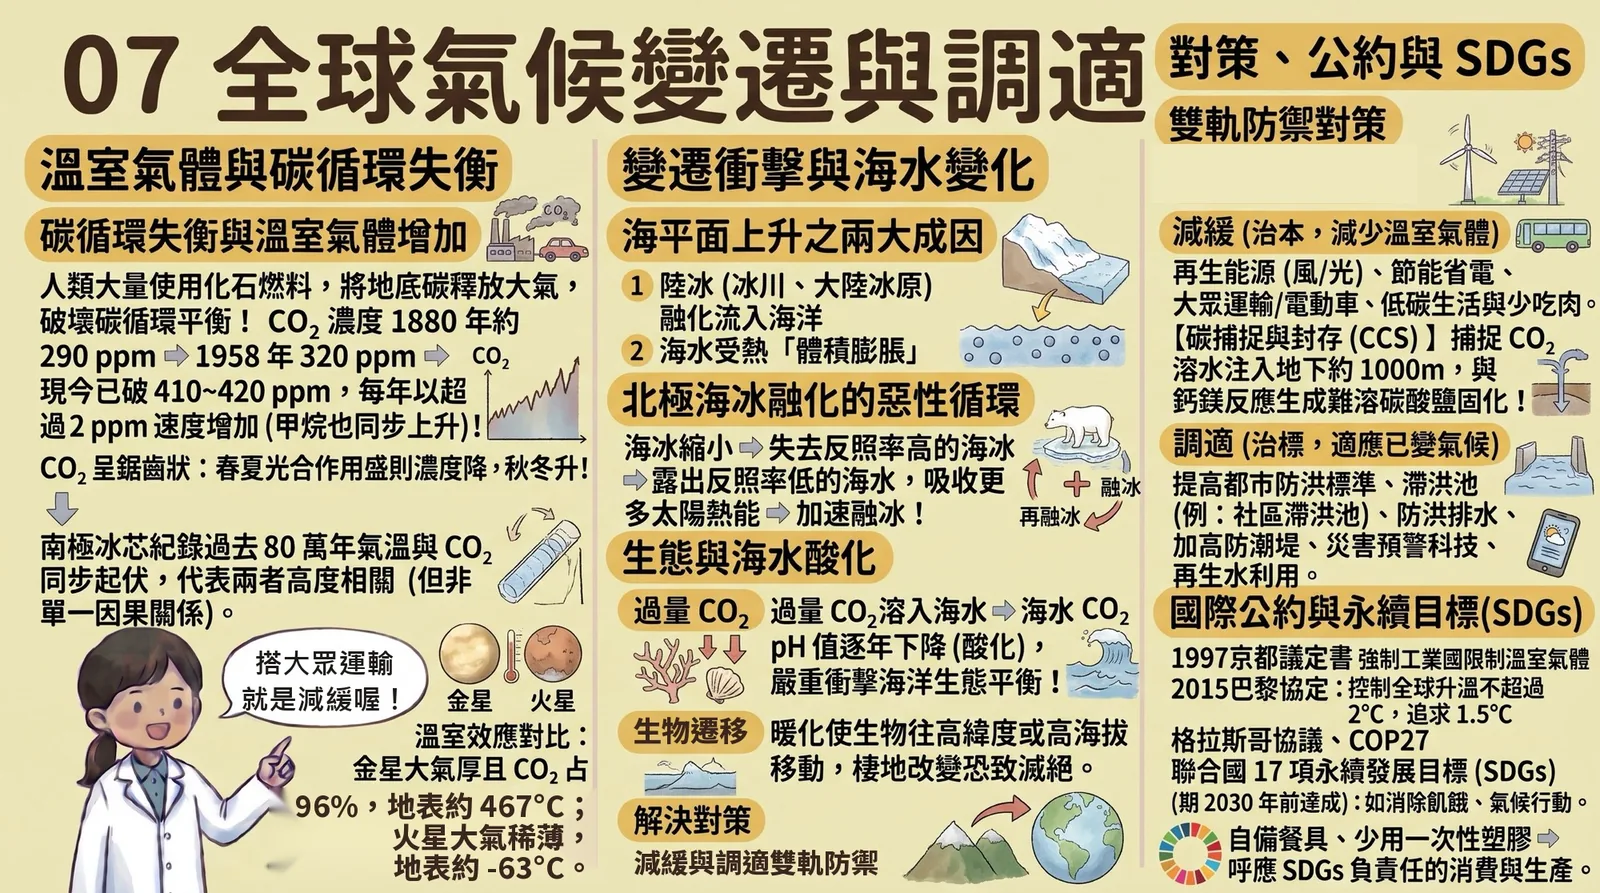 07 全球氣候變遷與調適
溫室氣體與碳循環失衡
碳循環失衡與溫室氣體增加
CO₂
人類大量使用化石燃料，將地底碳釋放大氣，
破壞碳循環平衡！ CO₂ 濃度 1880 年約
290 ppm ⇨ 1958 年 320 ppm ⇨
現今已破 410~420 ppm，每年以超
過 2 ppm 速度增加 (甲烷也同步上升)！
CO₂
CO₂ 呈鋸齒狀：春夏光合作用盛則濃度降，秋冬升！
南極冰芯紀錄過去 80 萬年氣溫與 CO₂
同步起伏，代表兩者高度相關 (但非
單一因果關係)。
搭大眾運輸
就是減緩喔！
金星
火星
溫室效應對比：
金星大氣厚且 CO₂ 占
96%，地表約 467°C；
火星大氣稀薄，
地表約 -63°C。
變遷衝擊與海水變化
海平面上升之兩大成因
1 陸冰 (冰川、大陸冰原)
融化流入海洋
2 海水受熱「體積膨脹」
北極海冰融化的惡性循環
海冰縮小 ⇨ 失去反照率高的海冰
⇨ 露出反照率低的海水，吸收更
多太陽熱能 ⇨ 加速融冰！
+ 融冰
再融冰
生態與海水酸化
過量 CO₂
過量 CO₂溶入海水 ⇨ 海水 CO₂
pH 值逐年下降 (酸化)，
嚴重衝擊海洋生態平衡！
生物遷移
暖化使生物往高緯度或高海拔
移動，棲地改變恐致滅絕。
解決對策
減緩與調適雙軌防禦
對策、公約與 SDGs
雙軌防禦對策
減緩 (治本，減少溫室氣體)
再生能源 (風/光)、節能省電、
大眾運輸/電動車、低碳生活與少吃肉。
【碳捕捉與封存 (CCS) 】捕捉 CO₂
溶水注入地下約 1000m，與
鈣鎂反應生成難溶碳酸鹽固化！
調適 (治標，適應已變氣候)
提高都市防洪標準、滯洪池
(例：社區滯洪池)、防洪排水、
加高防潮堤、災害預警科技、
再生水利用。
國際公約與永續目標(SDGs)
1997京都議定書 強制工業國限制溫室氣體
2015巴黎協定：控制全球升溫不超過
2°C，追求 1.5°C
格拉斯哥協議、COP27
聯合國 17 項永續發展目標 (SDGs)
(期 2030 年前達成)：如消除飢餓、氣候行動。
自備餐具、少用一次性塑膠 ⇨
呼應 SDGs 負責任的消費與生產。